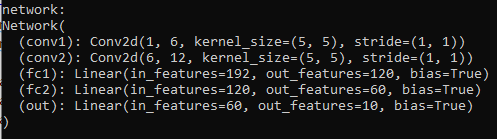 network:
Network(
  (conv1): Conv2d(1, 6, kernel_size=(5, 5), stride=(1, 1))
  (conv2): Conv2d(6, 12, kernel_size=(5, 5), stride=(1, 1))
  (fc1): Linear(in_features=192, out_features=120, bias=True)
  (fc2): Linear(in_features=120, out_features=60, bias=True)
  (out): Linear(in_features=60, out_features=10, bias=True)
)